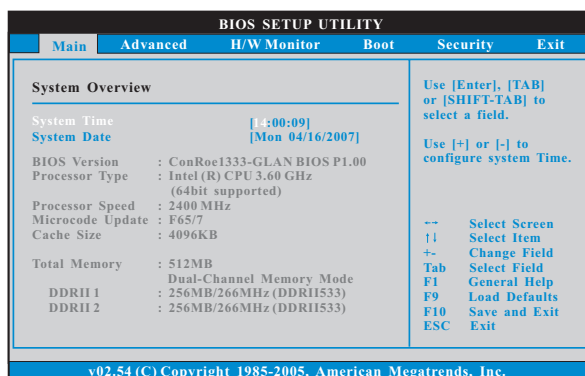 BIOS SETUP UTILITY
Main Advanced H/W Monitor Boot Security Exit
System Overview
System Time [14:00:09]
System Date [Mon 04/16/2007]
BIOS Version : ConRoe1333-GLAN BIOS P1.00
Processor Type : Intel (R) CPU 3.60 GHz
(64bit supported)
Processor Speed : 2400 MHz
Microcode Update : F65/7
Cache Size : 4096KB
Total Memory : 512MB
Dual-Channel Memory Mode
DDRII 1 : 256MB/266MHz (DDRII533)
DDRII 2 : 256MB/266MHz (DDRII533)
Use [Enter], [TAB]
or [SHIFT-TAB] to
select a field.
Use [+] or [-] to
configure system Time.
←→ Select Screen
↑↓ Select Item
+- Change Field
Tab Select Field
F1 General Help
F9 Load Defaults
F10 Save and Exit
ESC Exit
v02.54 (C) Copyright 1985-2005, American Megatrends, Inc.